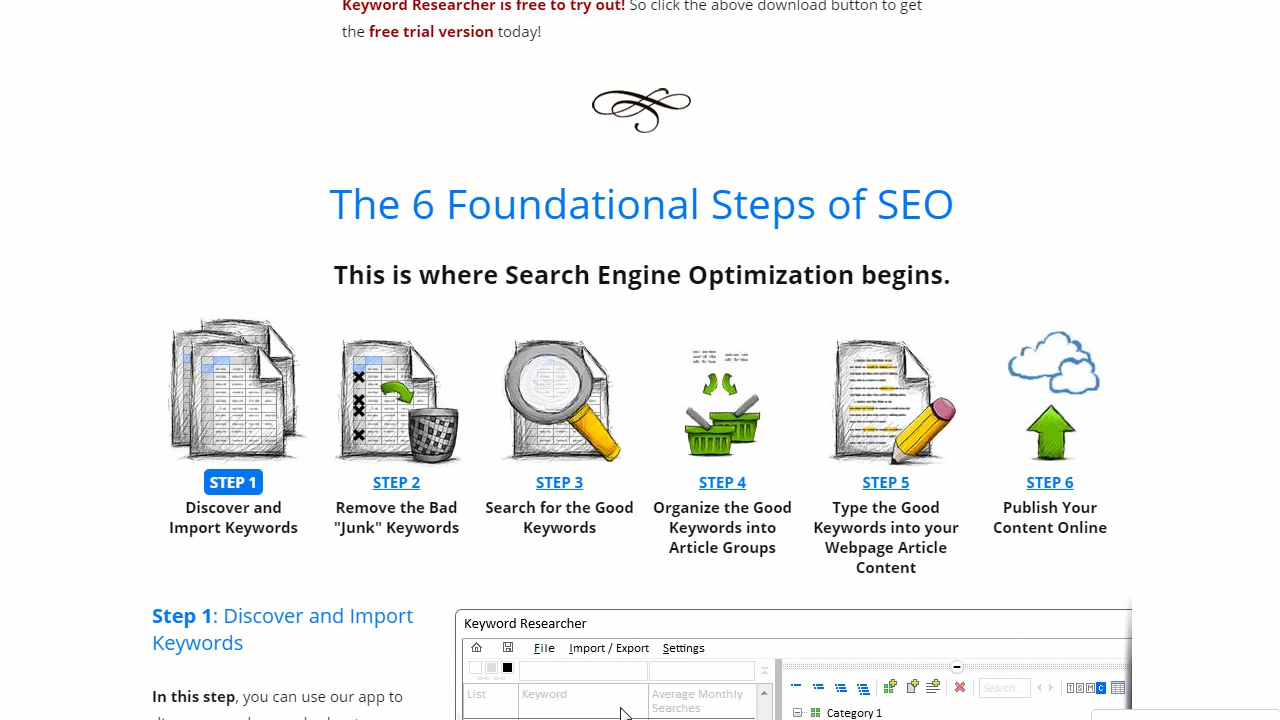 Keyword Researcher is free to try out! So click the above download button to get
the free trial version today!
The 6 Foundational Steps of SEO
This is where Search Engine Optimization begins.
STEP 1
Discover and
Import Keywords
STEP 2
Remove the Bad
"Junk" Keywords
STEP 3
Search for the Good
Keywords
STEP 4
Organize the Good
Keywords into
Article Groups
STEP 5
Type the Good
Keywords into your
Webpage Article
Content
STEP 6
Publish Your
Content Online
Step 1: Discover and Import
Keywords
In this step, you can use our app to
Keyword Researcher
File Import / Export Settings
List Keyword Average Monthly
Searches
Search...
T S M C
Category 1